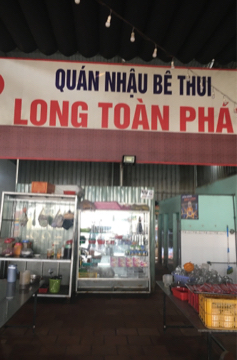 QUÁN NHẬU BÊ THUI
LONG TOÀN PHÁ